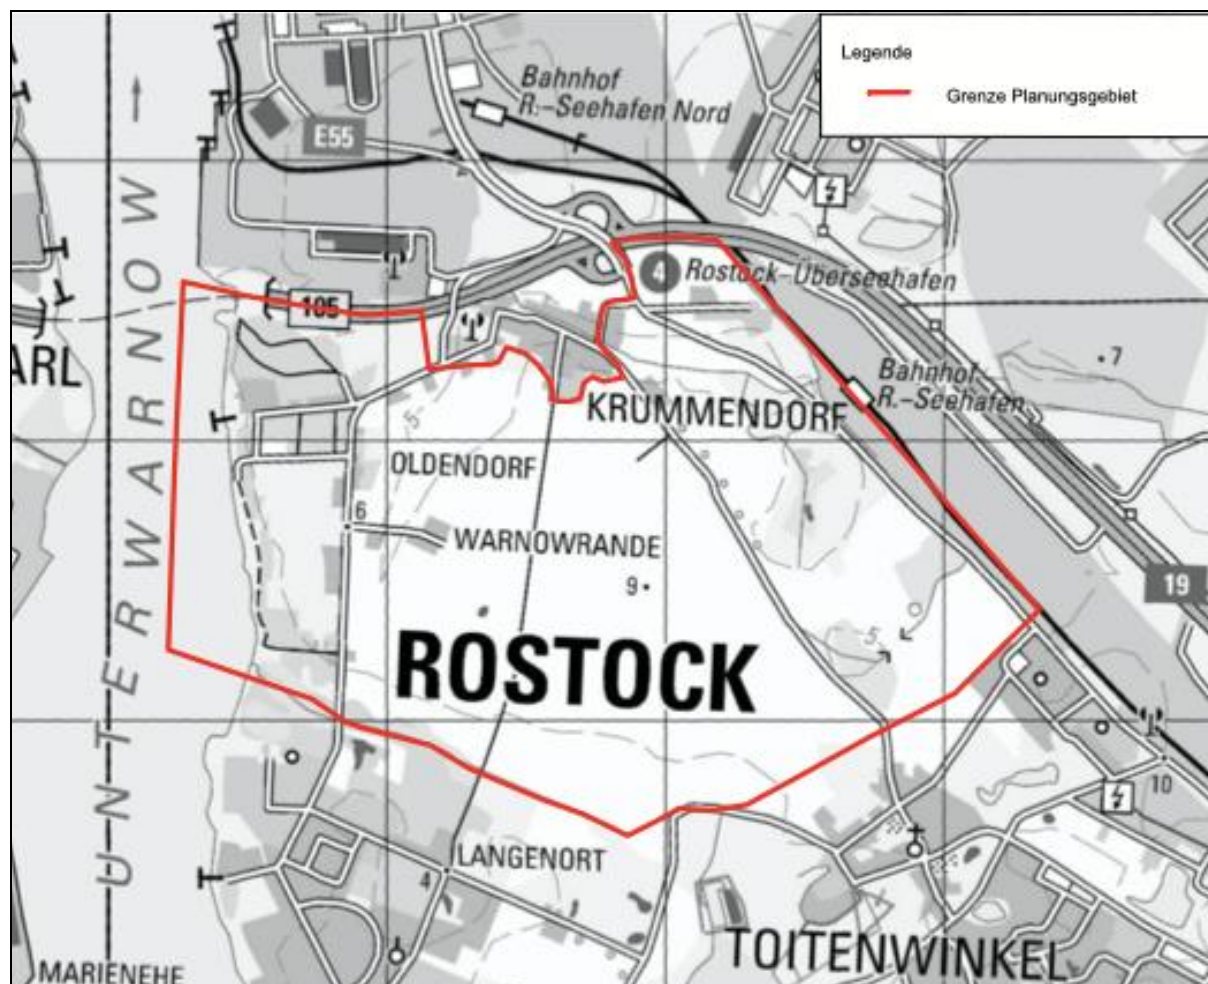 Legende
Grenze Planungsgebiet
Bahnhof
R.-Seehafen Nord
E55
UNTERWARNOW
4
Rostock-Überseehafen
105
ARL
7
Bahnhof
R.-Seehafen
KRUMMENDORF
5
OLDENDORF
6
WARNOWRANDE
9
19
5
ROSTOCK
10
LANGENORT
4
TOITENWINKEL
MARIENEHE